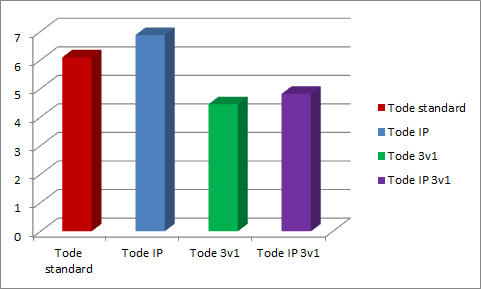 7
6
5
4
3
2
1
0
Tode
standard
Tode IP
Tode 3v1
Tode IP 3v1
Tode standard
Tode IP
Tode 3v1
Tode IP 3v1